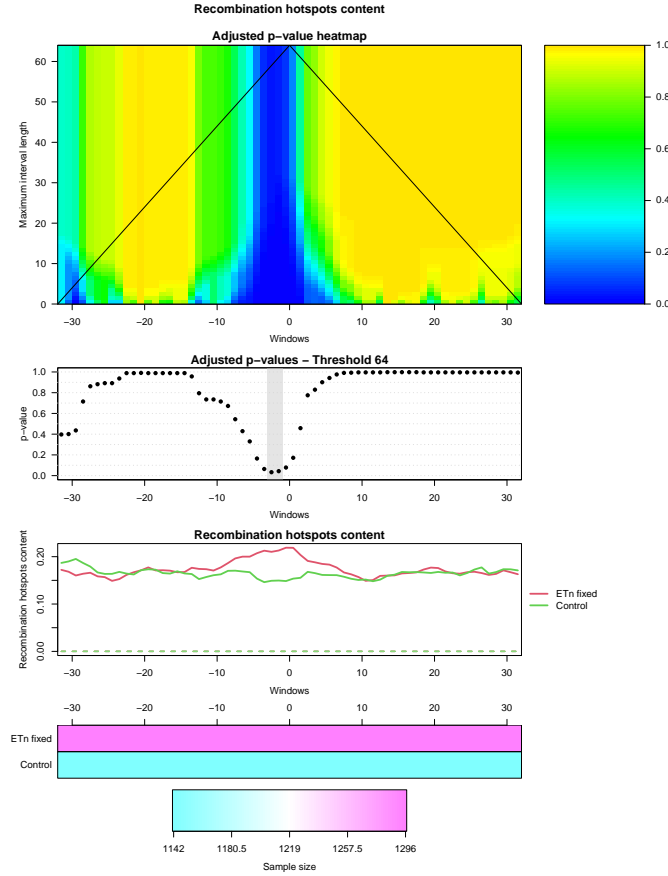 Recombination hotspots content
Adjusted p−value heatmap
Maximum interval length
60
50
40
30
20
10
0
−30 −20 −10 0 10 20 30
Windows
1.0
0.8
0.6
0.4
0.2
0.0
Adjusted p−values − Threshold 64
p−value
1.0
0.8
0.6
0.4
0.2
0.0
−30 −20 −10 0 10 20 30
Windows
Recombination hotspots content
Recombination hotspots content
0.20
0.10
0.00
−30 −20 −10 0 10 20 30
Windows
ETn fixed
Control
−30 −20 −10 0 10 20 30
ETn fixed
Control
1142 1180.5 1219 1257.5 1296
Sample size